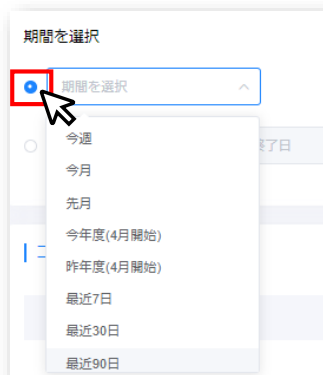 期間を選択
期間を選択
今週
終了日
今月
先月
今年度(4月開始)
昨年度(4月開始)
最近7日
最近30日
最近90日